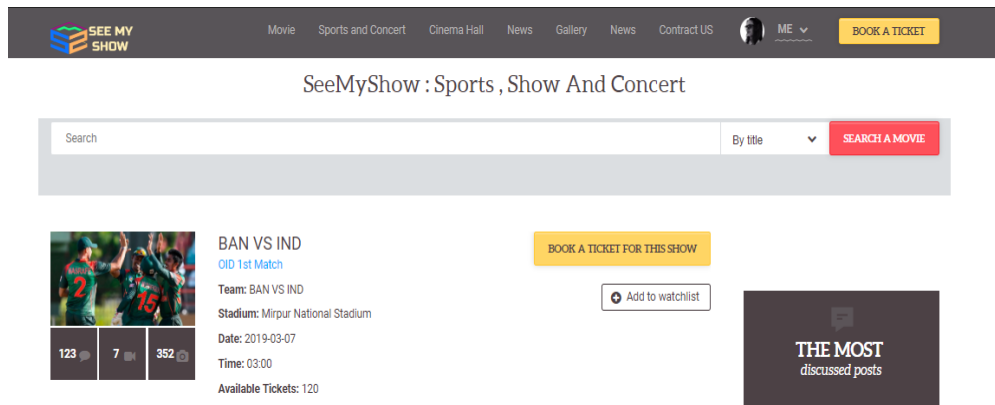 SEE MY
SHOW
Movie Sports and Concert Cinema Hall News Gallery News Contract US ME BOOK A TICKET
SeeMyShow : Sports , Show And Concert
Search By title SEARCH A MOVIE
BAN VS IND
OID 1st Match
Team: BAN VS IND
Stadium: Mirpur National Stadium
Date: 2019-03-07
Time: 03:00
Available Tickets: 120
2
15
123 7 352
BOOK A TICKET FOR THIS SHOW
Add to watchlist
THE MOST
discussed posts